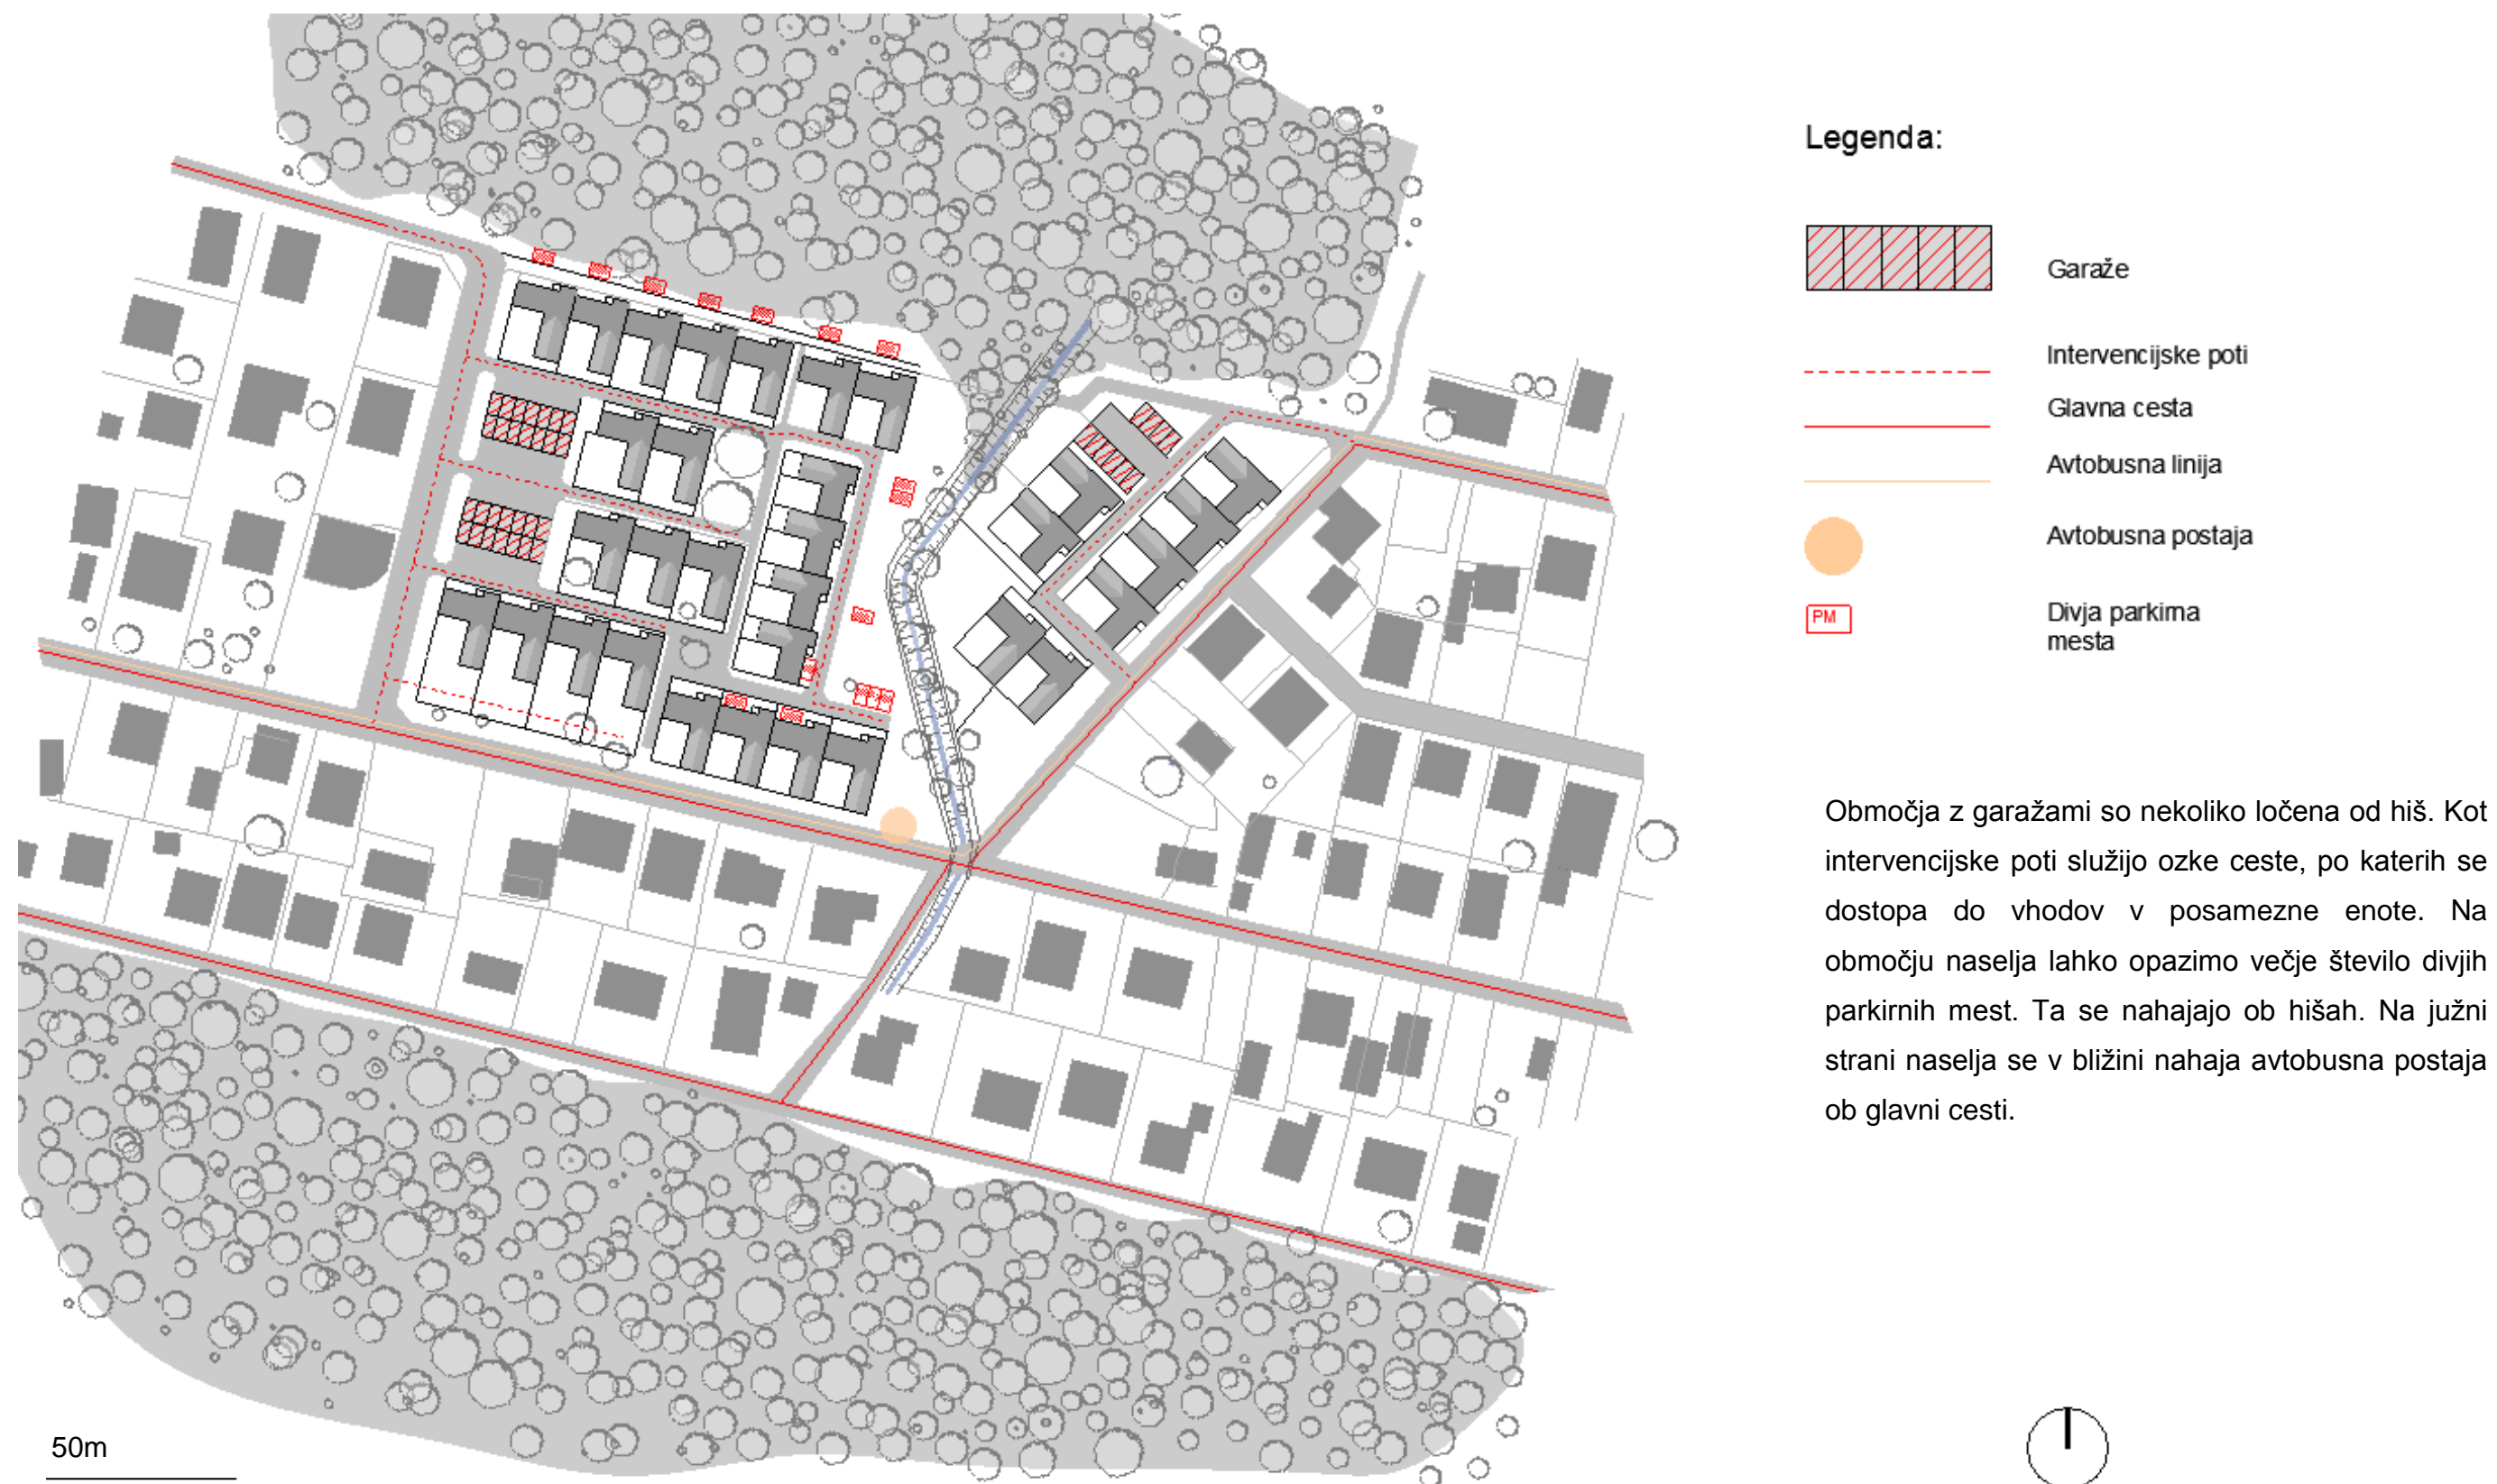 Legenda:
Garaže
Intervencijske poti
Glavna cesta
Avtobusna linija
Avtobusna postaja
PM
Divja parkirna
mesta
Območja z garažami so nekoliko ločena od hiš. Kot
intervencijske poti služijo ozke ceste, po katerih se
dostopa do vhodov v posamezne enote. Na
območju naselja lahko opazimo večje število divjih
parkirnih mest. Ta se nahajajo ob hišah. Na južni
strani naselja se v bližini nahaja avtobusna postaja
ob glavni cesti.
50m